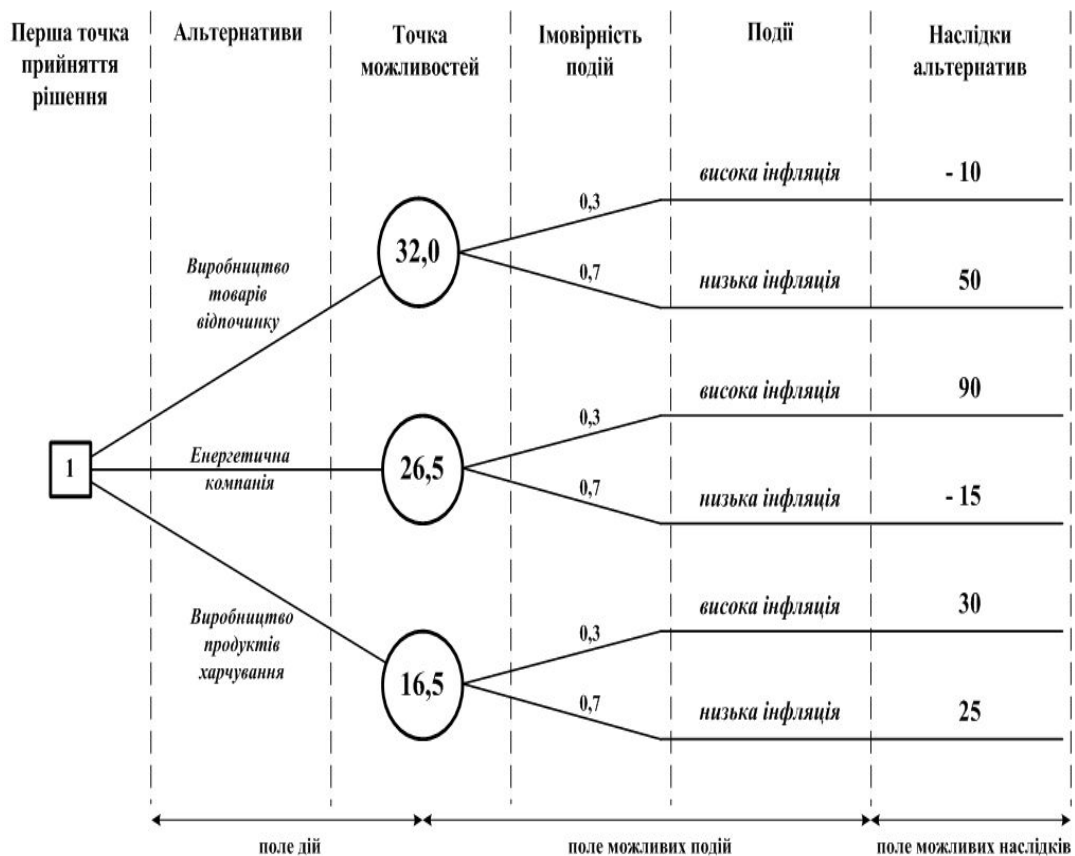 Перша точка
прийняття
рішення
Альтернативи
Точка
можливостей
Імовірність
подій
Події
Наслідки
альтернатив
висока інфляція
- 10
0,3
32,0
Виробництво
товарів
відпочинку
0,7
низька інфляція
50
висока інфляція
90
0,3
1
Енергетична
компанія
26,5
0,7
низька інфляція
- 15
висока інфляція
30
0,3
Виробництво
продуктів
харчування
16,5
0,7
низька інфляція
25
поле дій
поле можливих подій
поле можливих наслідків